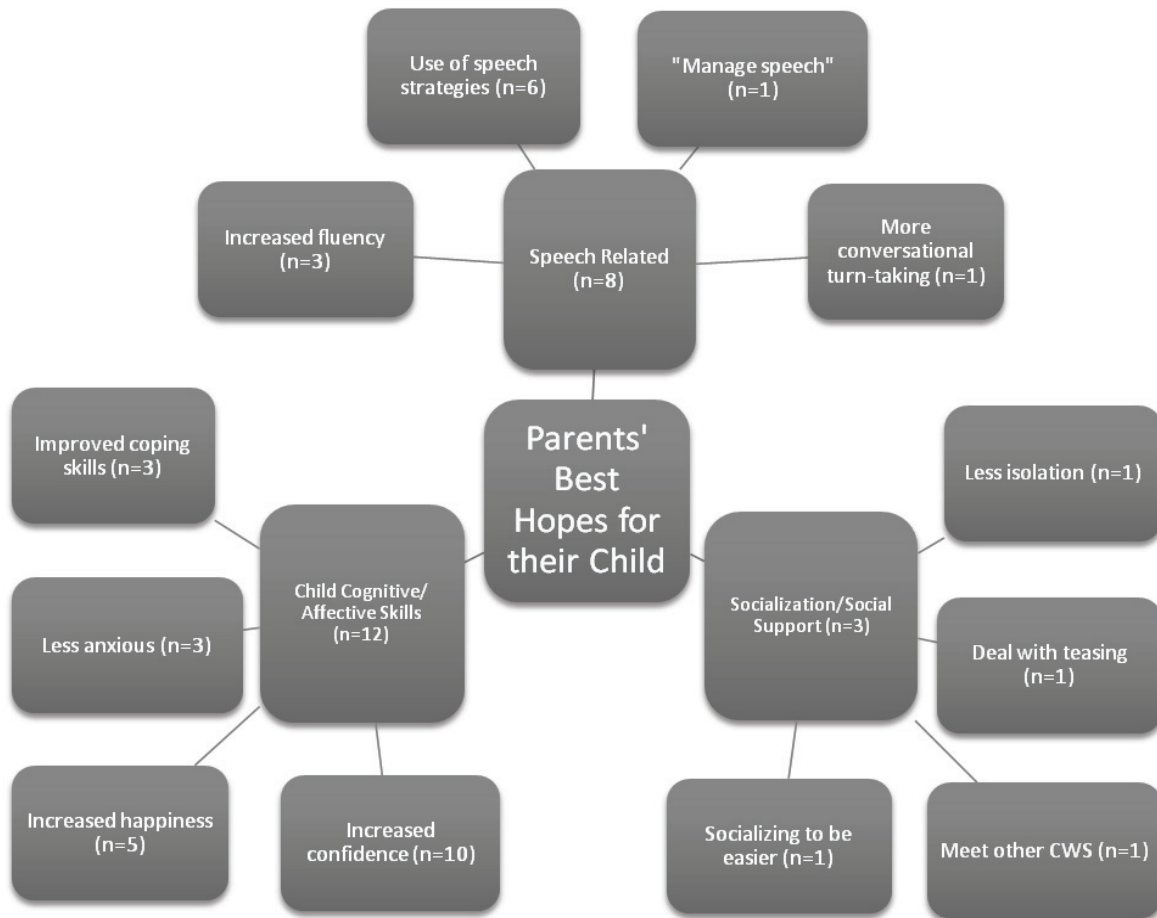 Use of speech
strategies (n=6)
"Manage speech"
(n=1)
Increased fluency
(n=3)
Speech Related
(n=8)
More
conversational
turn-taking (n=1)
Parents'
Best
Hopes for
their Child
Improved coping
skills (n=3)
Less anxious (n=3)
Child Cognitive/
Affective Skills
(n=12)
Increased happiness
(n=5)
Increased
confidence (n=10)
Less isolation (n=1)
Socialization/Social
Support (n=3)
Deal with teasing
(n=1)
Socializing to be
easier (n=1)
Meet other CWS (n=1)